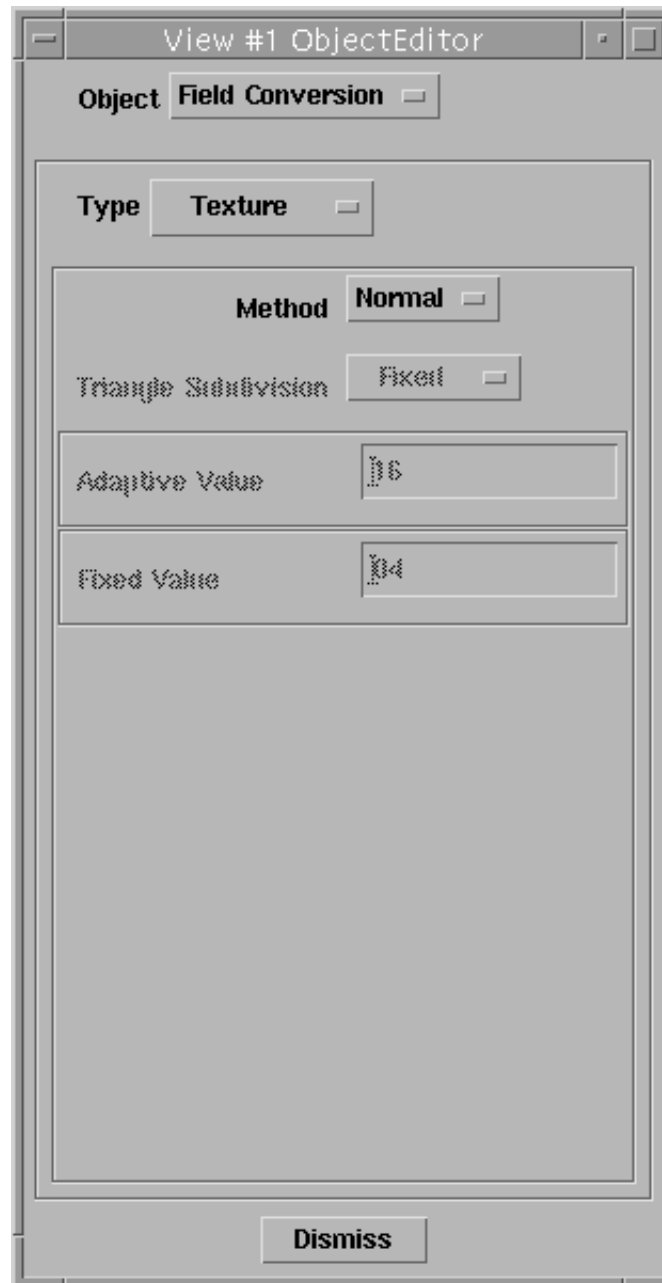 View #1 ObjectEditor
Object Field Conversion
Type Texture
Method Normal
Triangle Subdivision Fixed
Adaptive Value 16
Fixed Value 04
Dismiss